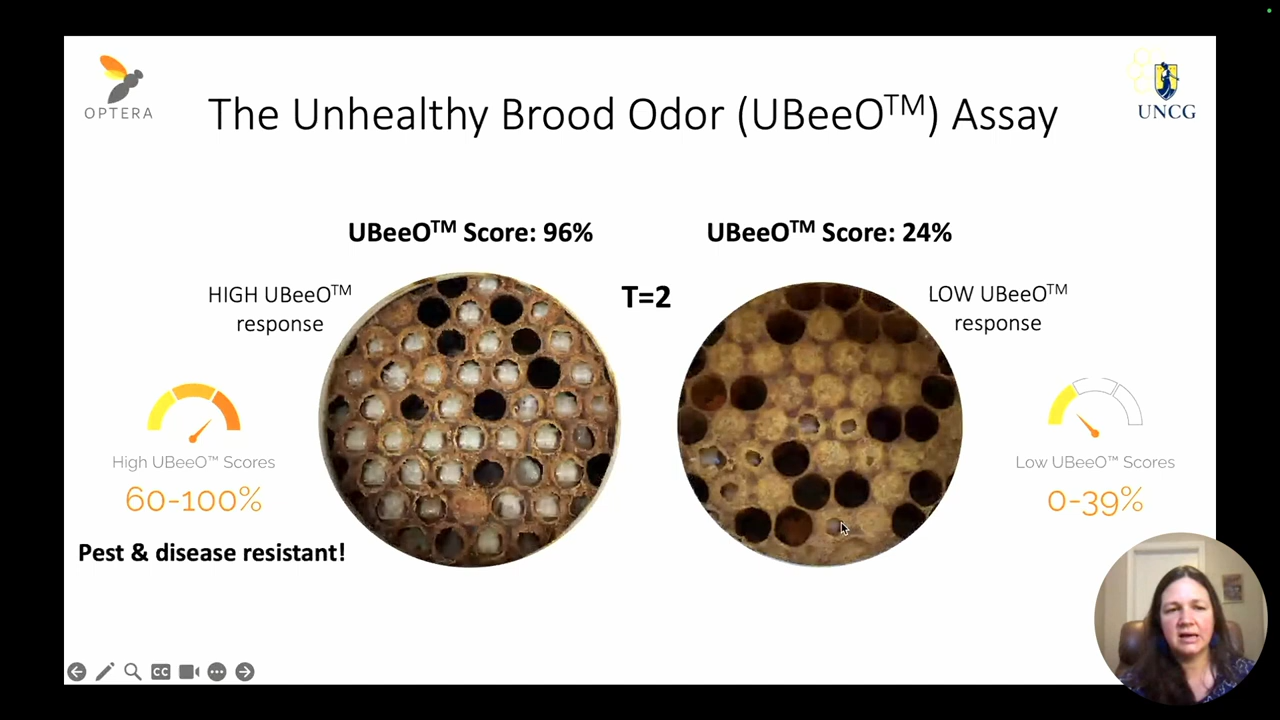 OPTERA
The Unhealthy Brood Odor (UBeeO™) Assay
UNCG
UBeeO™ Score: 96%
UBeeO™ Score: 24%
HIGH UBeeO™
response
T=2
LOW UBeeO™
response
High UBeeO™ Scores
60-100%
Low UBeeO™ Scores
0-39%
Pest & disease resistant!
CC